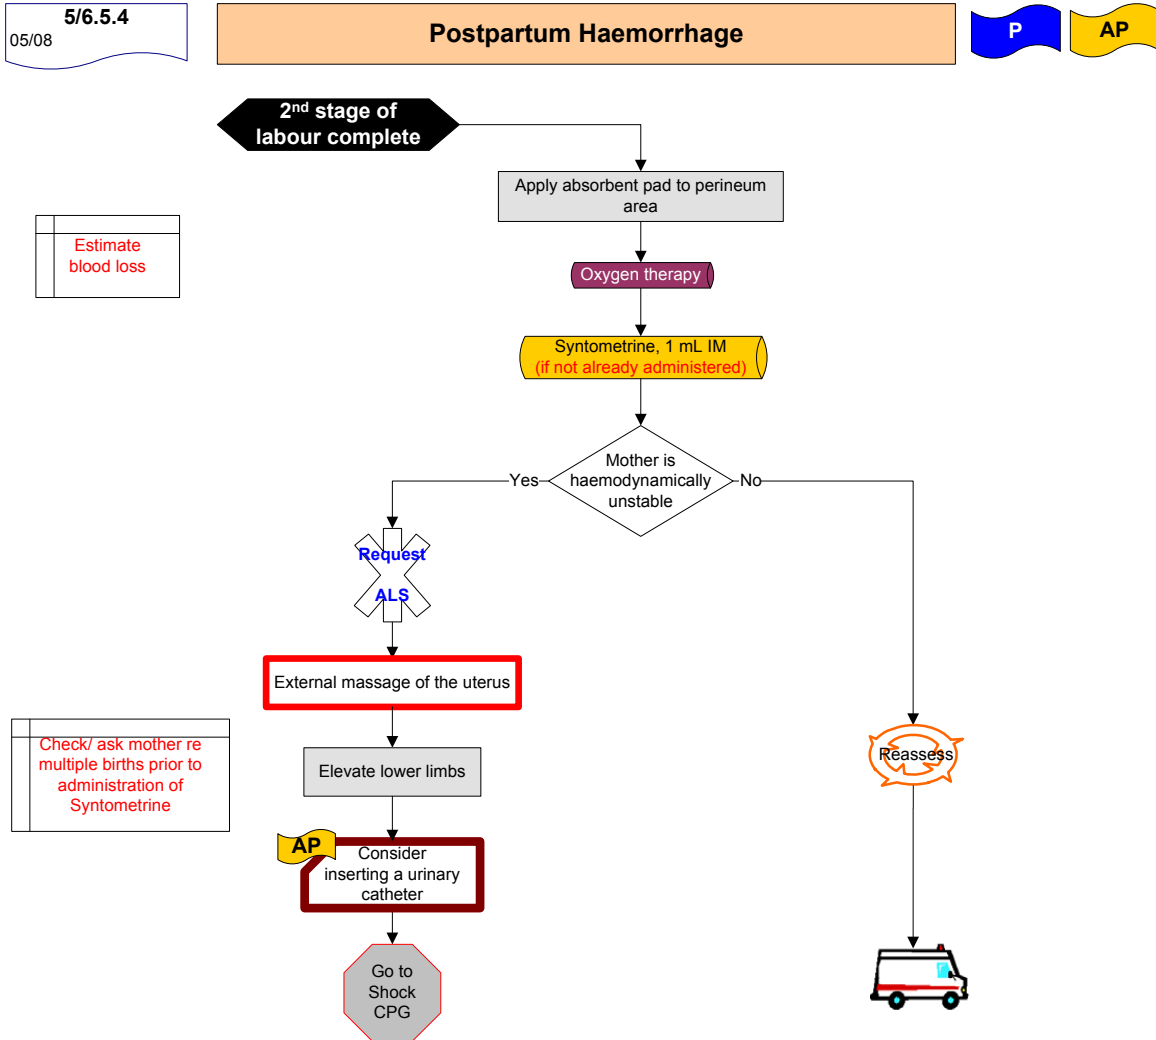 5/6.5.4
05/08
Postpartum Haemorrhage
P
AP
2nd stage of
labour complete
Apply absorbent pad to perineum
area
Estimate
blood loss
Oxygen therapy
Syntometrine, 1 mL IM
(if not already administered)
Mother is
haemodynamically
unstable
Yes
No
Request
ALS
External massage of the uterus
Check/ ask mother re
multiple births prior to
administration of
Syntometrine
Elevate lower limbs
Reassess
AP
Consider
inserting a urinary
catheter
Go to
Shock
CPG